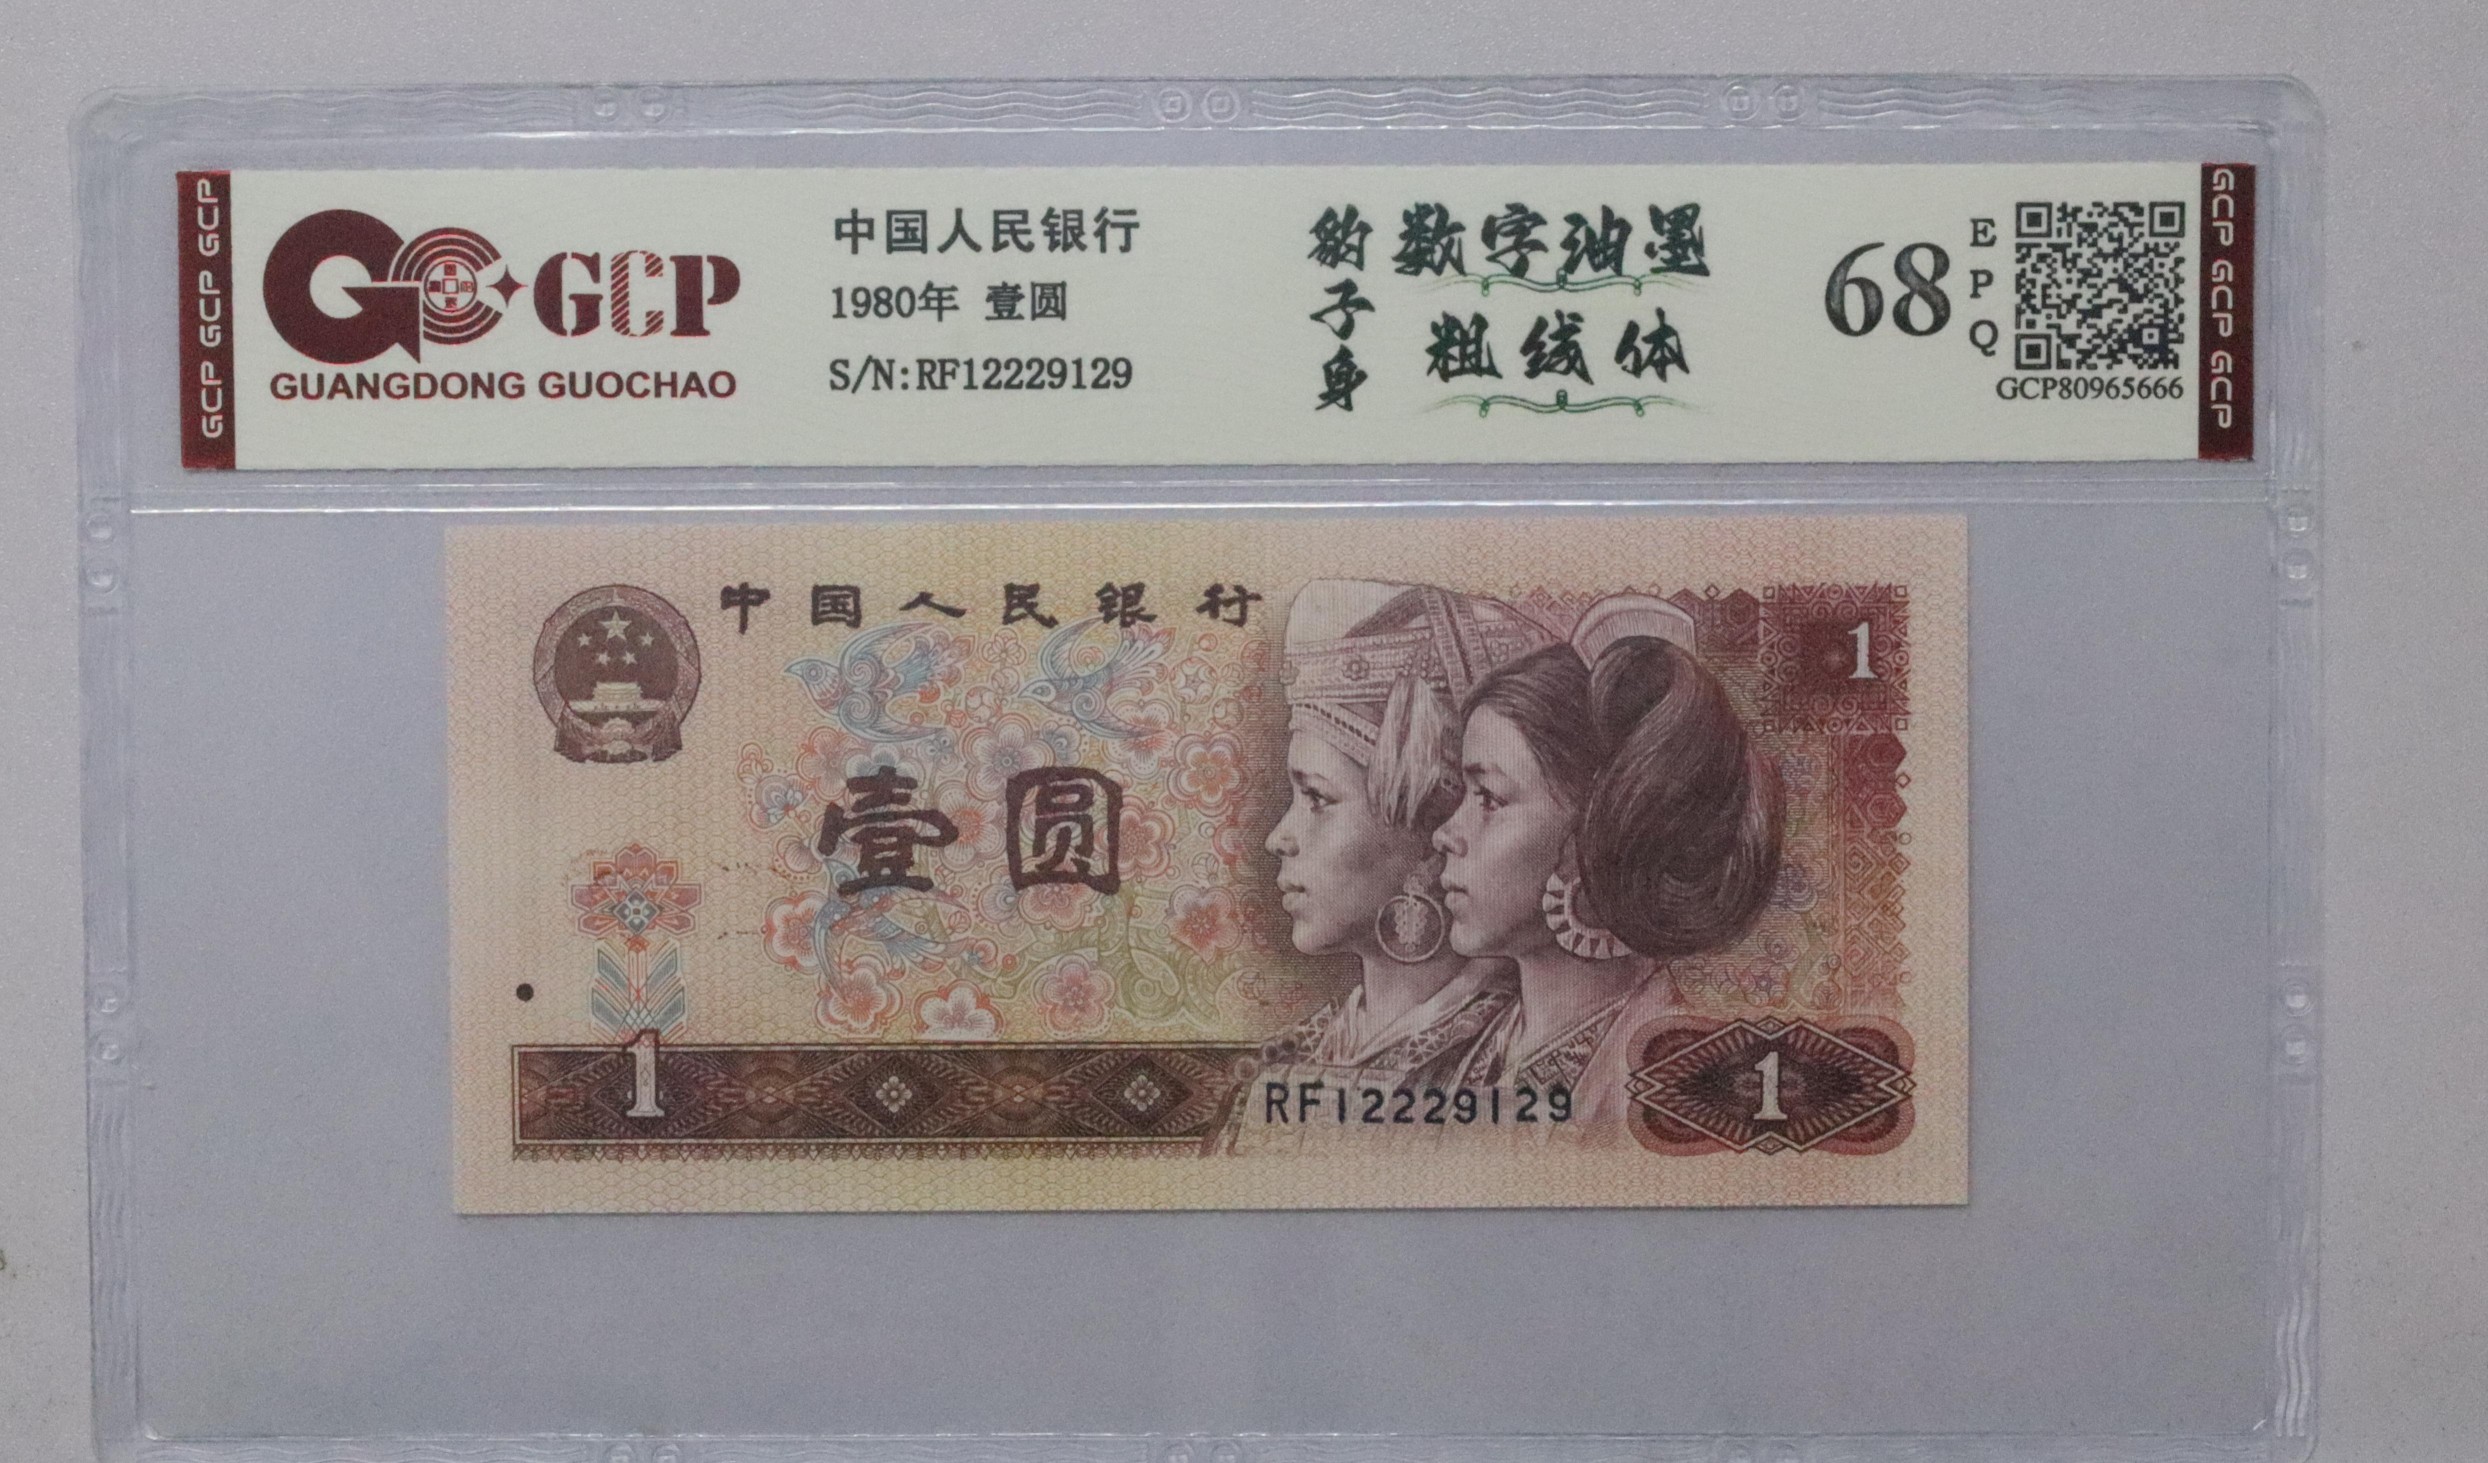 GCP GCP GCP
GCP
GUANGDONG GUOCHAO
中国人民银行
1980年 壹圆
S/N:RF12229129
豹子身
数字油墨
粗线体
68
EPQ
GCP80965666
GCP GCP GCP
中国人民银行
1
壹圆
1
RF12229129
1